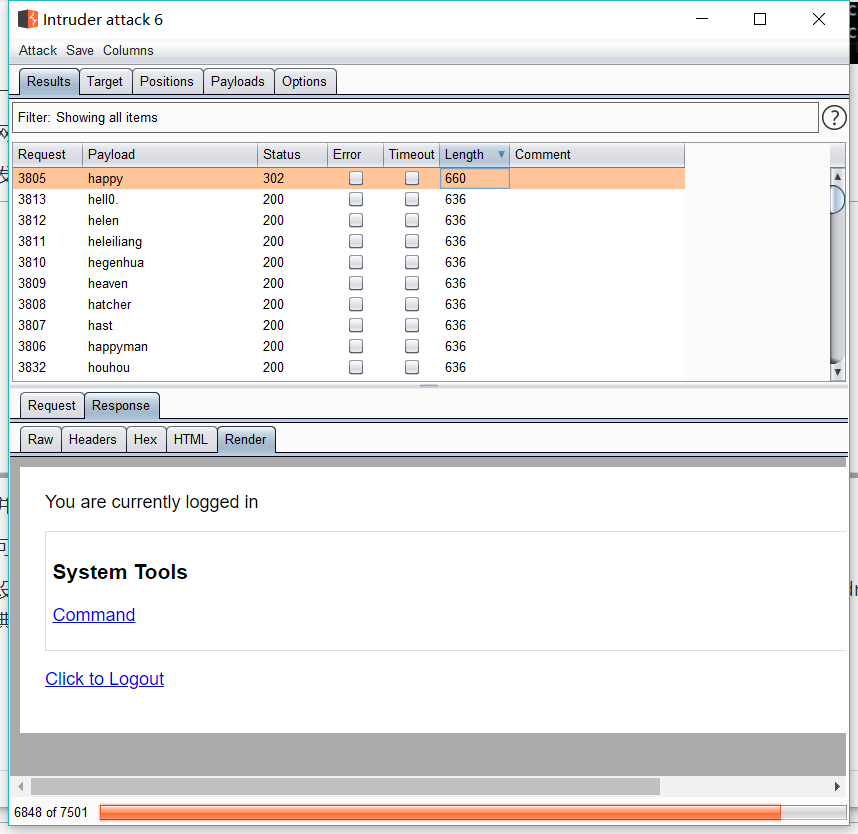 Intruder attack 6
Attack Save Columns
Results Target Positions Payloads Options
Filter: Showing all items
?
Request Payload Status Error Timeout Length Comment
3805 happy 302 660
3813 hell0. 200 636
3812 helen 200 636
3811 heleiliang 200 636
3810 hegenhua 200 636
3809 heaven 200 636
3808 hatcher 200 636
3807 hast 200 636
3806 happyman 200 636
3832 houhou 200 636
Request Response
Raw Headers Hex HTML Render
You are currently logged in
System Tools
Command
Click to Logout
6848 of 7501